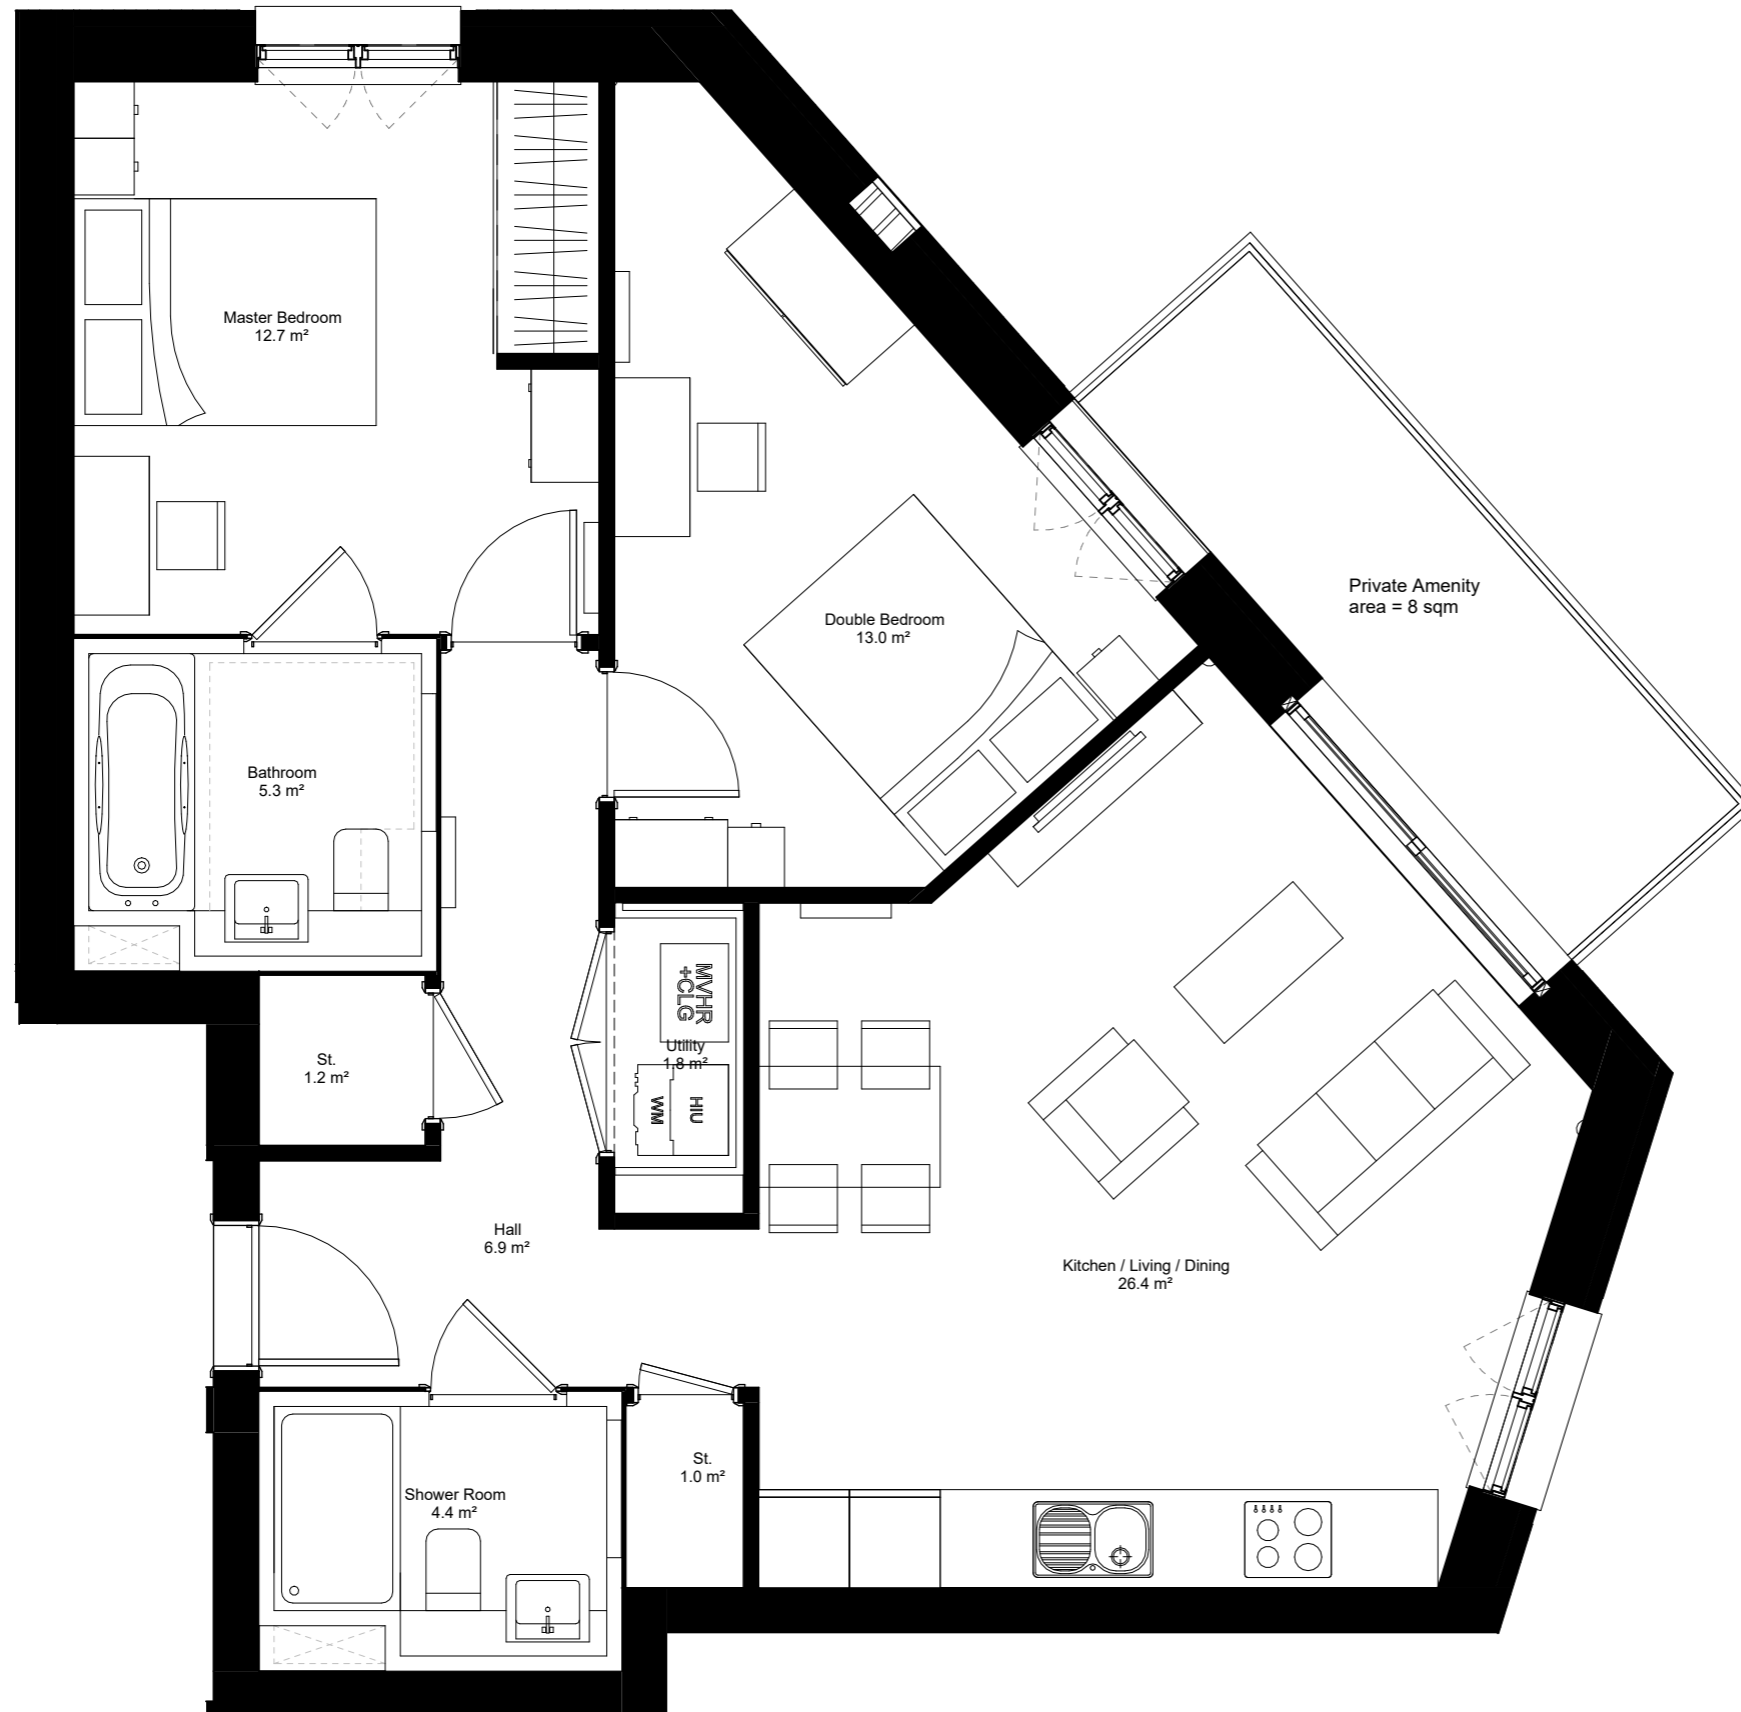 Master Bedroom
12.7 m²
Private Amenity
area = 8 sqm
Double Bedroom
13.0 m²
Bathroom
5.3 m²
MVHR
+CLG
Utility
1.8 m²
St.
1.2 m²
HIU
WM
Hall
6.9 m²
Kitchen / Living / Dining
26.4 m²
St.
1.0 m²
Shower Room
4.4 m²